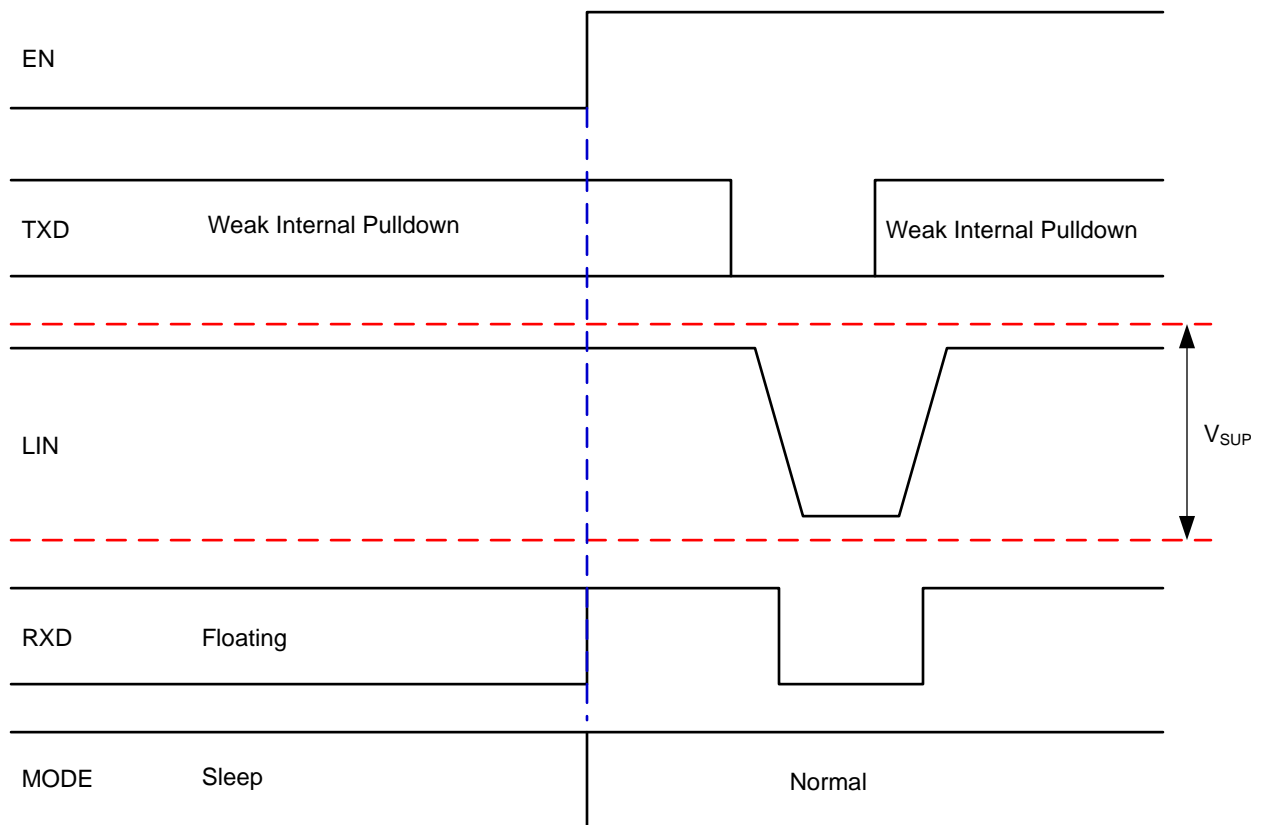 EN
TXD
Weak Internal Pulldown
Weak Internal Pulldown
LIN
VSUP
RXD
Floating
MODE
Sleep
Normal